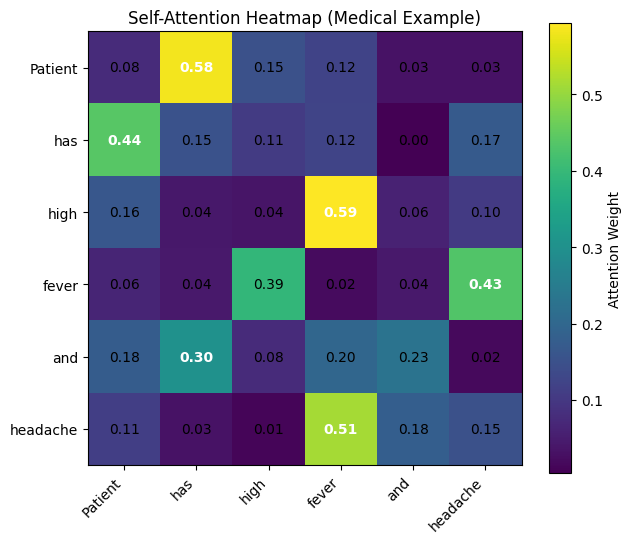 Self-Attention Heatmap (Medical Example)
Patient 0.08 0.58 0.15 0.12 0.03 0.03
has 0.44 0.15 0.11 0.12 0.00 0.17
high 0.16 0.04 0.04 0.59 0.06 0.10
fever 0.06 0.04 0.39 0.02 0.04 0.43
and 0.18 0.30 0.08 0.20 0.23 0.02
headache 0.11 0.03 0.01 0.51 0.18 0.15
Patient has high fever and headache
0.5
0.4
0.3
0.2
0.1
Attention Weight